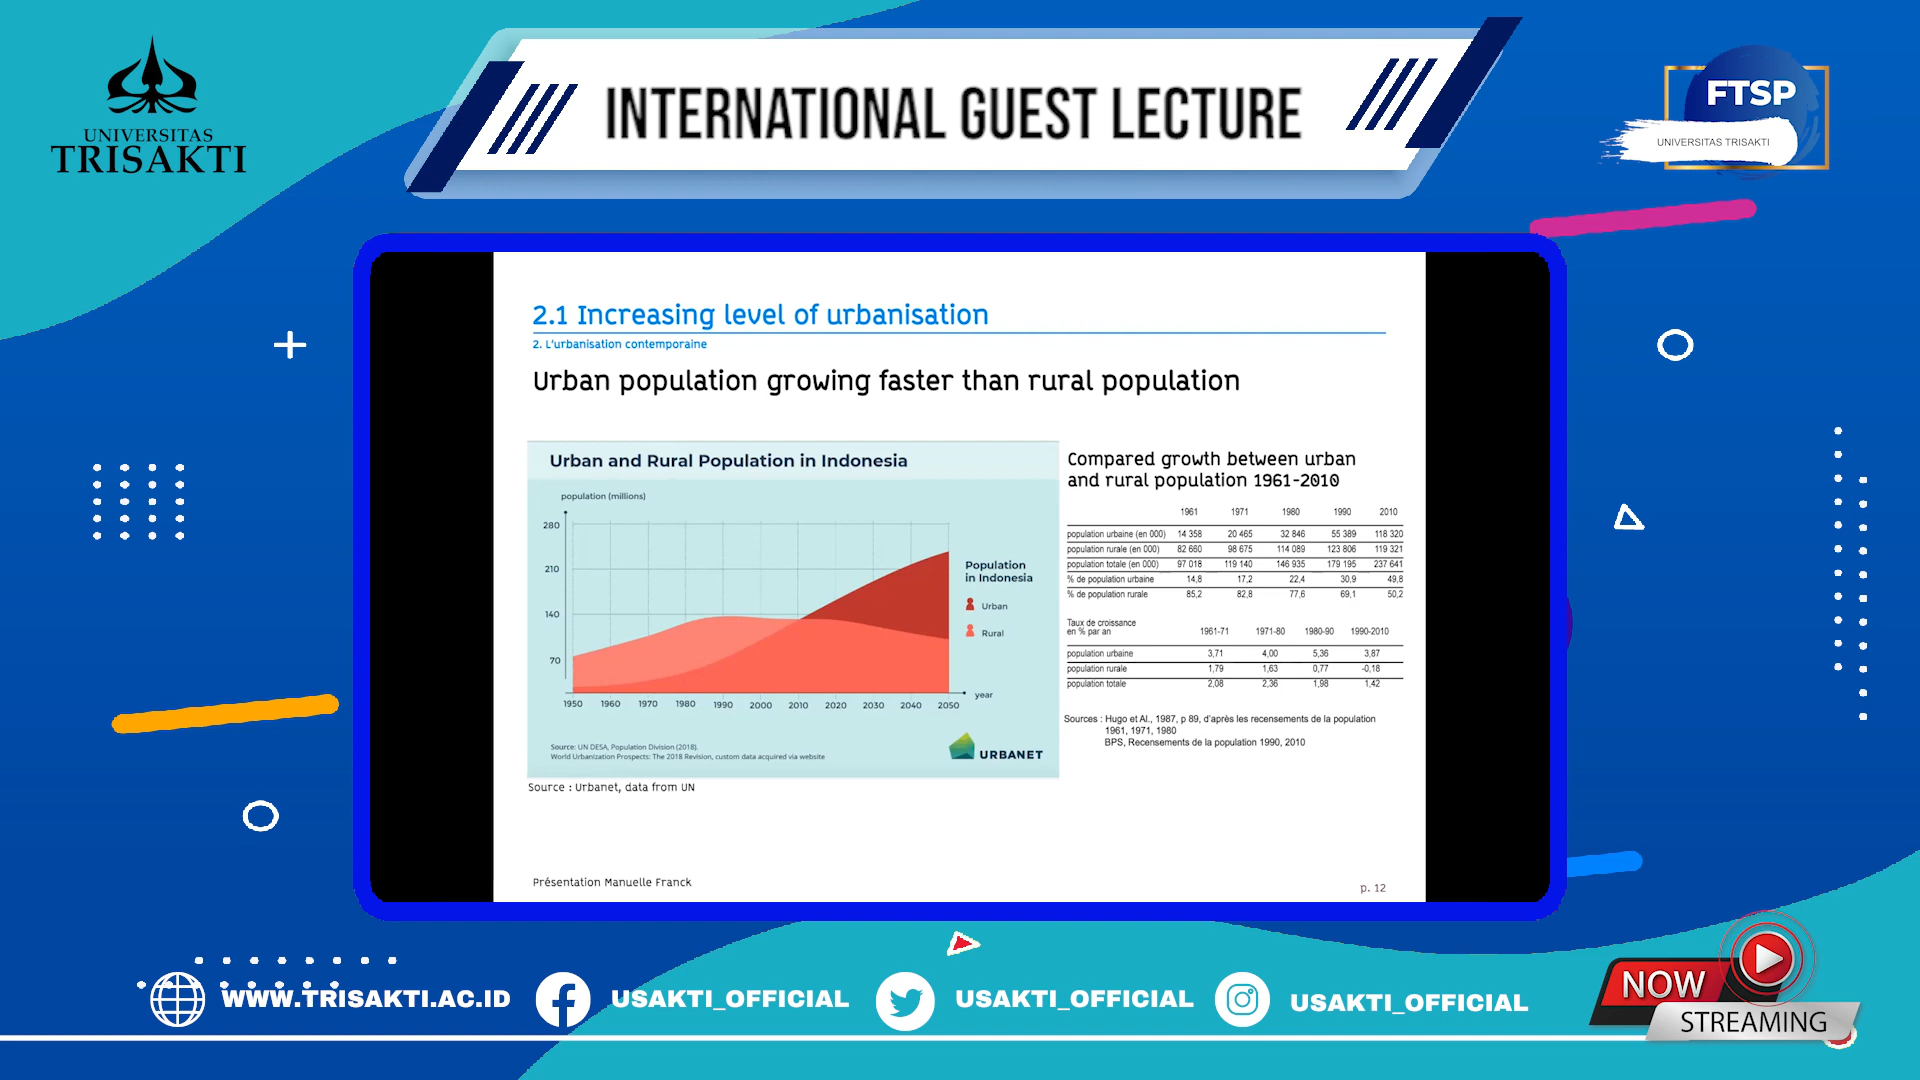 UNIVERSITAS
TRISAKTI
INTERNATIONAL GUEST LECTURE
FTSP
UNIVERSITAS TRISAKTI
2.1 Increasing level of urbanisation
2. L'urbanisation contemporaine
Urban population growing faster than rural population
Urban and Rural Population in Indonesia
population (millions)
280
210
140
70
1950 1960 1970 1980 1990 2000 2010 2020 2030 2040 2050
year
Population
in Indonesia
Urban
Rural
Source: UN DESA, Population Division (2018).
World Urbanization Prospects: The 2018 Revision, custom data acquired via website
URBANET
Source : Urbanet, data from UN
Compared growth between urban
and rural population 1961-2010
1961 1971 1980 1990 2010
population urbaine (en 000) 14 358 20 465 32 846 55 389 118 320
population rurale (en 000) 82 660 98 675 114 089 123 806 119 321
population totale (en 000) 97 018 119 140 146 935 179 195 237 641
% de population urbaine 14,8 17,2 22,4 30,9 49,8
% de population rurale 85,2 82,8 77,6 69,1 50,2
Taux de croissance
en % par an 1961-71 1971-80 1980-90 1990-2010
population urbaine 3,71 4,00 5,36 3,87
population rurale 1,79 1,63 0,77 -0,18
population totale 2,08 2,36 1,98 1,42
Sources : Hugo et Al., 1987, p 89, d'après les recensements de la population
1961, 1971, 1980
BPS, Recensements de la population 1990, 2010
Présentation Manuelle Franck
p. 12
WWW.TRISAKTI.AC.ID
USAKTI_OFFICIAL
USAKTI_OFFICIAL
USAKTI_OFFICIAL
NOW
STREAMING